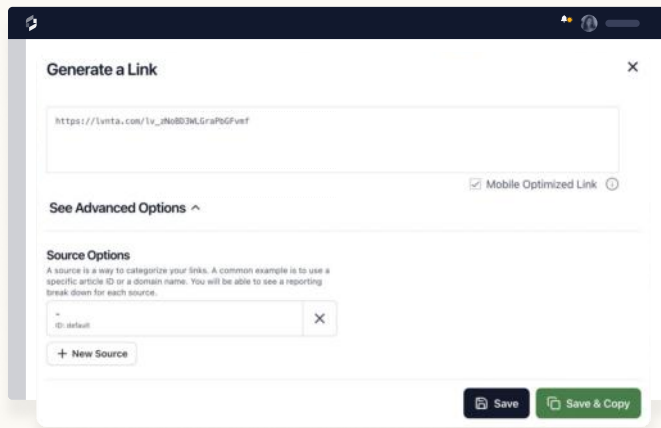 Generate a Link
https://lvnta.com/lv_zNoBD3WLGraPbGFvmf
Mobile Optimized Link
See Advanced Options
Source Options
A source is a way to categorize your links. A common example is to use a
specific article ID or a domain name. You will be able to see a reporting
break down for each source.
-
ID: default
+ New Source
Save
Save & Copy